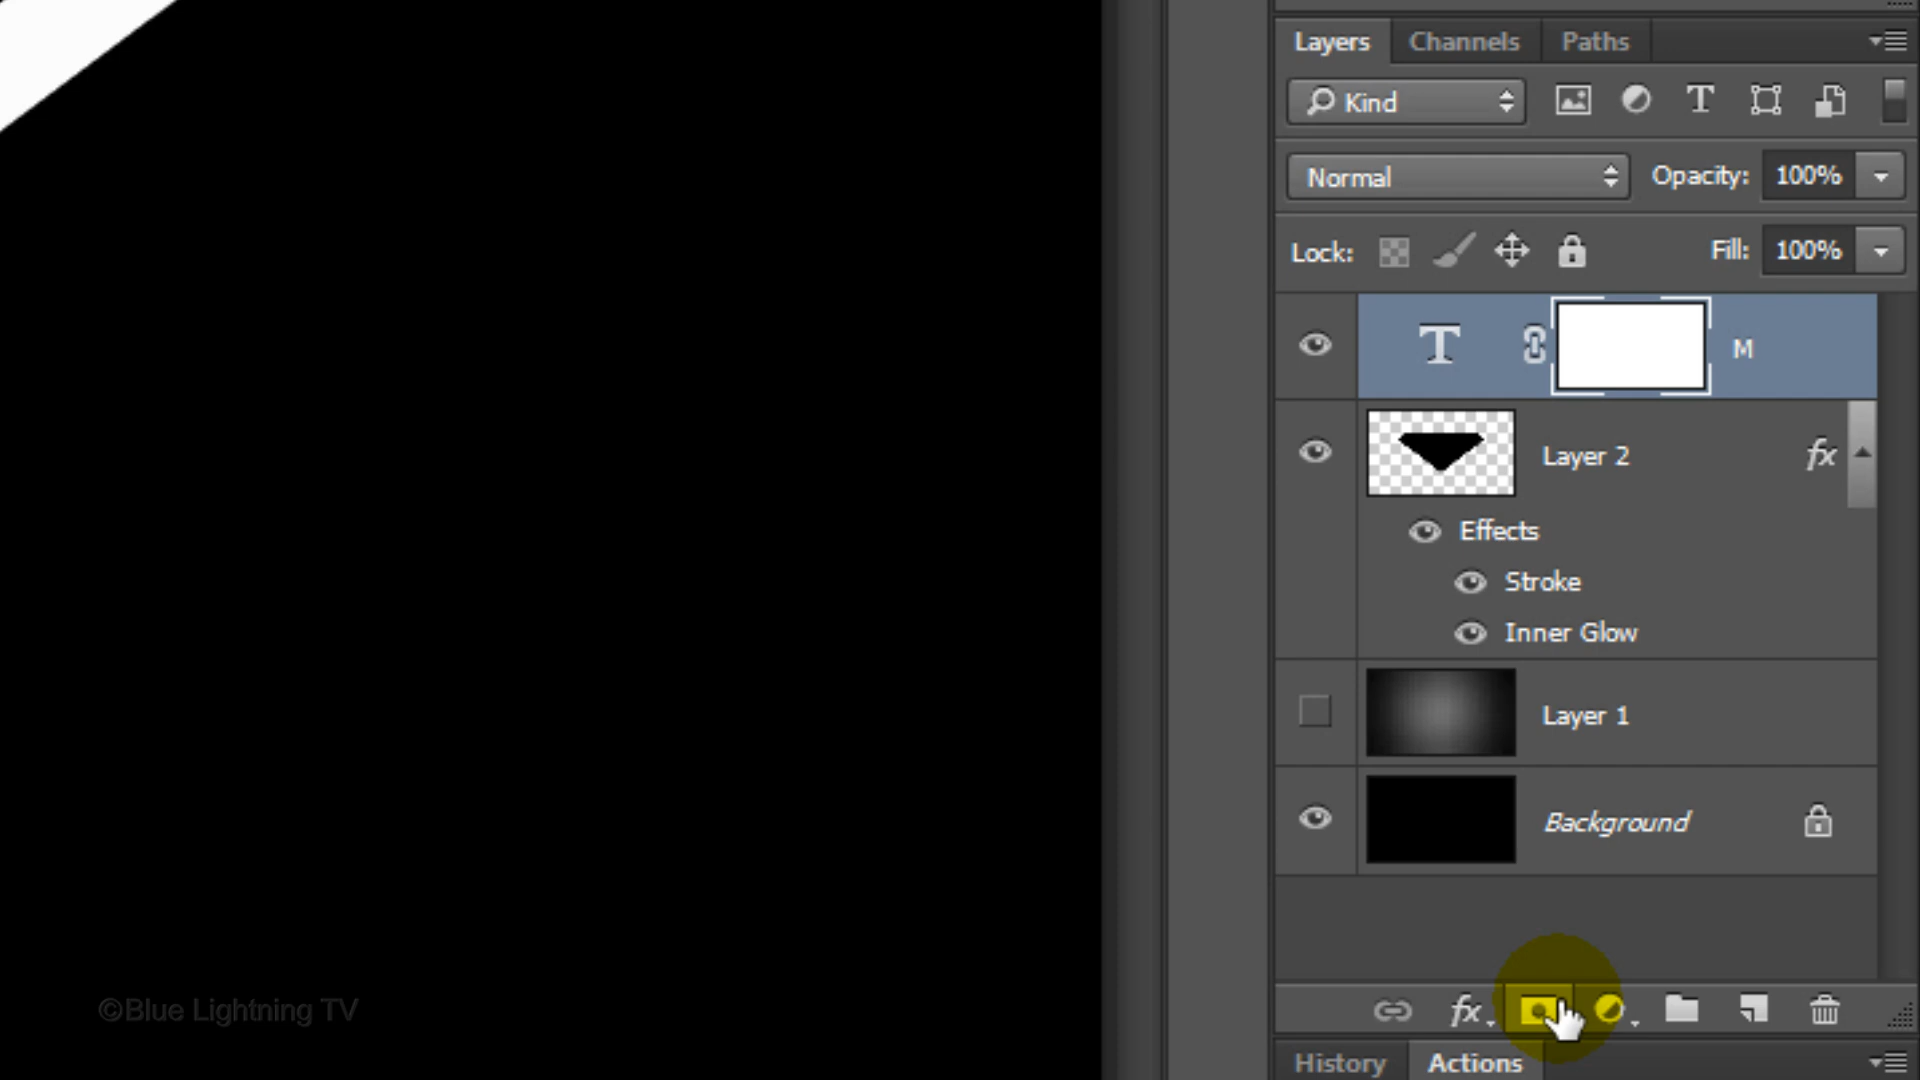 Layers Channels Paths
Kind T
Normal Opacity: 100%
Lock: Fill: 100%
T M
Layer 2 fx
Effects
Stroke
Inner Glow
Layer 1
Background
©Blue Lightning TV
fx
History Actions